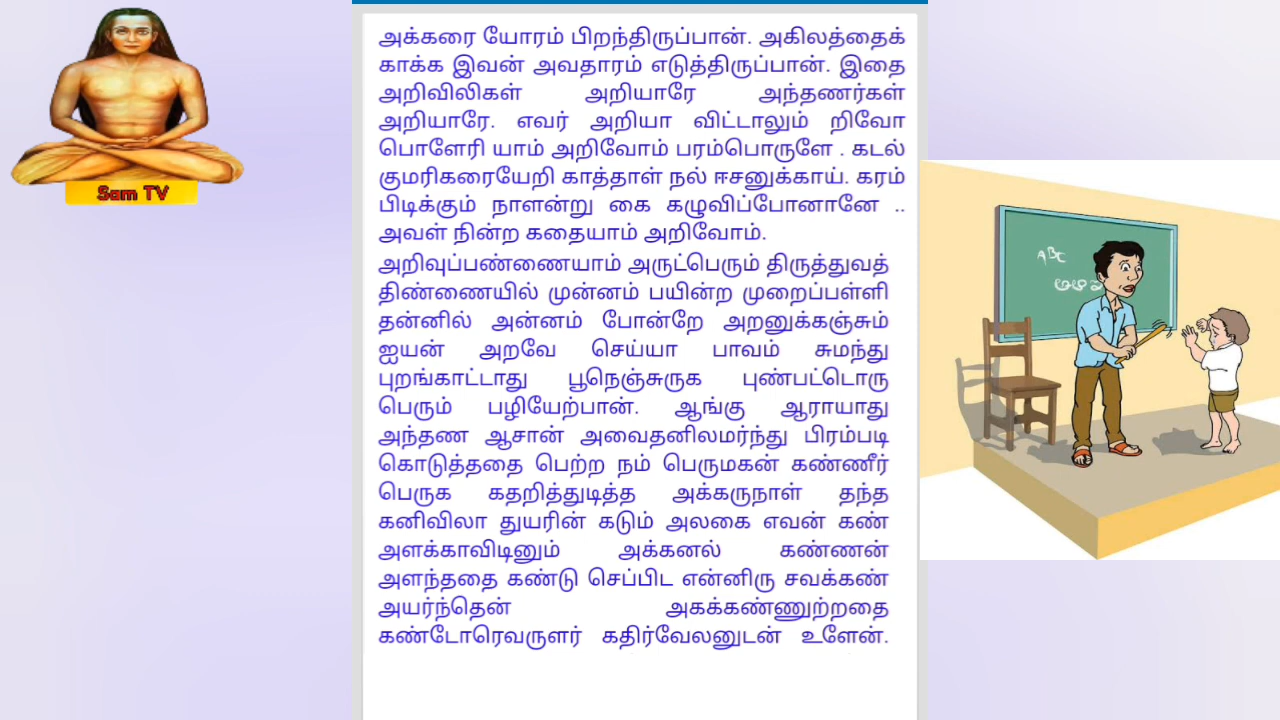 அக்கரை யோரம் பிறந்திருப்பான். அகிலத்தைக்
காக்க இவன் அவதாரம் எடுத்திருப்பான். இதை
அறிவிலிகள் அறியாரே அந்தணர்கள்
அறியாரே. எவர் அறியா விட்டாலும் றிவோ
பொளேரி யாம் அறிவோம் பரம்பொருளே . கடல்
குமரிகரையேறி காத்தாள் நல் ஈசனுக்காய். கரம்
பிடிக்கும் நாளன்று கை கழுவிப்போனானே ..
அவள் நின்ற கதையாம் அறிவோம்.
அறிவுப்பண்ணையாம் அருட்பெரும் திருத்துவத்
திண்ணையில் முன்னம் பயின்ற முறைப்பள்ளி
தன்னில் அன்னம் போன்றே அறனுக்கஞ்சும்
ஐயன் அறவே செய்யா பாவம் சுமந்து
புறங்காட்டாது பூநெஞ்சுருக புண்பட்டொரு
பெரும் பழியேற்பான். ஆங்கு ஆராயாது
அந்தண ஆசான் அவைதனிலமர்ந்து பிரம்படி
கொடுத்ததை பெற்ற நம் பெருமகன் கண்ணீர்
பெருக கதறித்துடித்த அக்கருநாள் தந்த
கனிவிலா துயரின் கடும் அலகை எவன் கண்
அளக்காவிடினும் அக்கனல் கண்ணன்
அளந்ததை கண்டு செப்பிட என்னிரு சவக்கண்
அயர்ந்தென் அகக்கண்ணுற்றதை
கண்டோரெவருளர் கதிர்வேலனுடன் உளேன்.
Sam TV
ABC